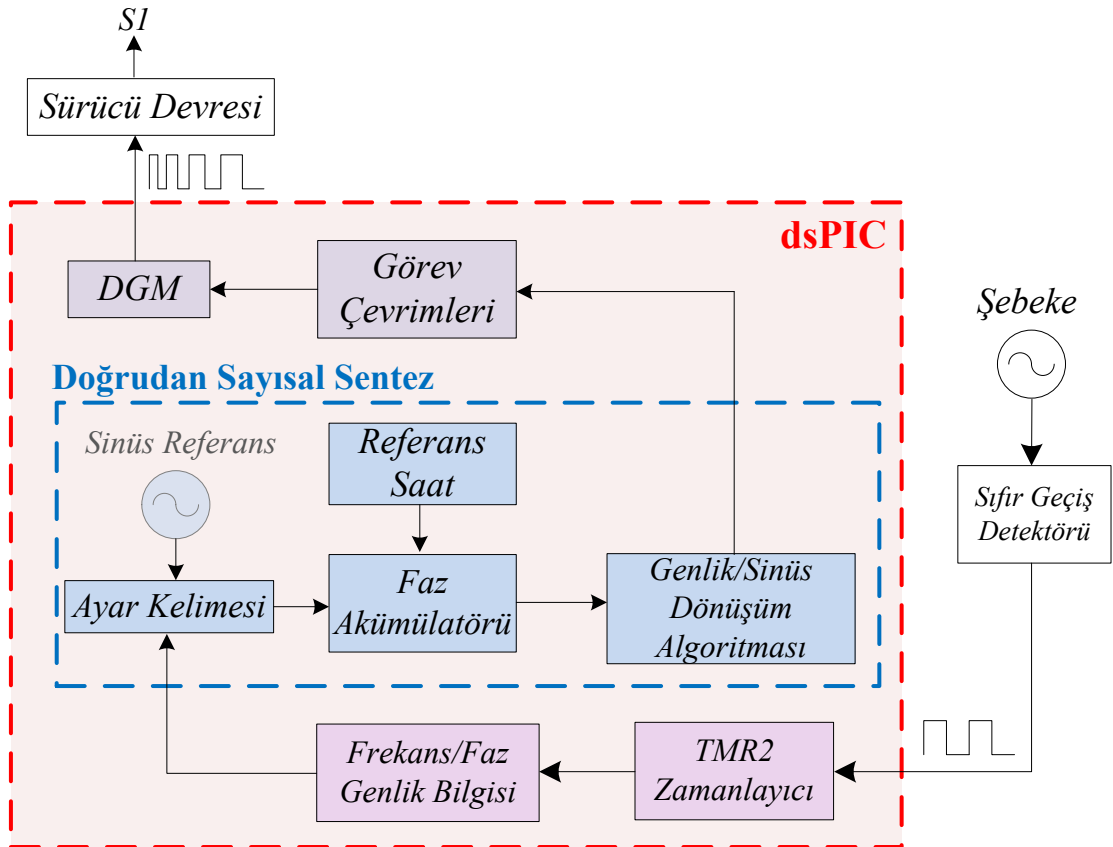 S1
Sürücü Devresi
dsPIC
DGM
Görev
Çevrimleri
Şebeke
Doğrudan Sayısal Sentez
Sinüs Referans
Referans
Saat
Sıfır Geçiş
Detektörü
Ayar Kelimesi
Faz
Akümülatörü
Genlik/Sinüs
Dönüşüm
Algoritması
Frekans/Faz
Genlik Bilgisi
TMR2
Zamanlayıcı